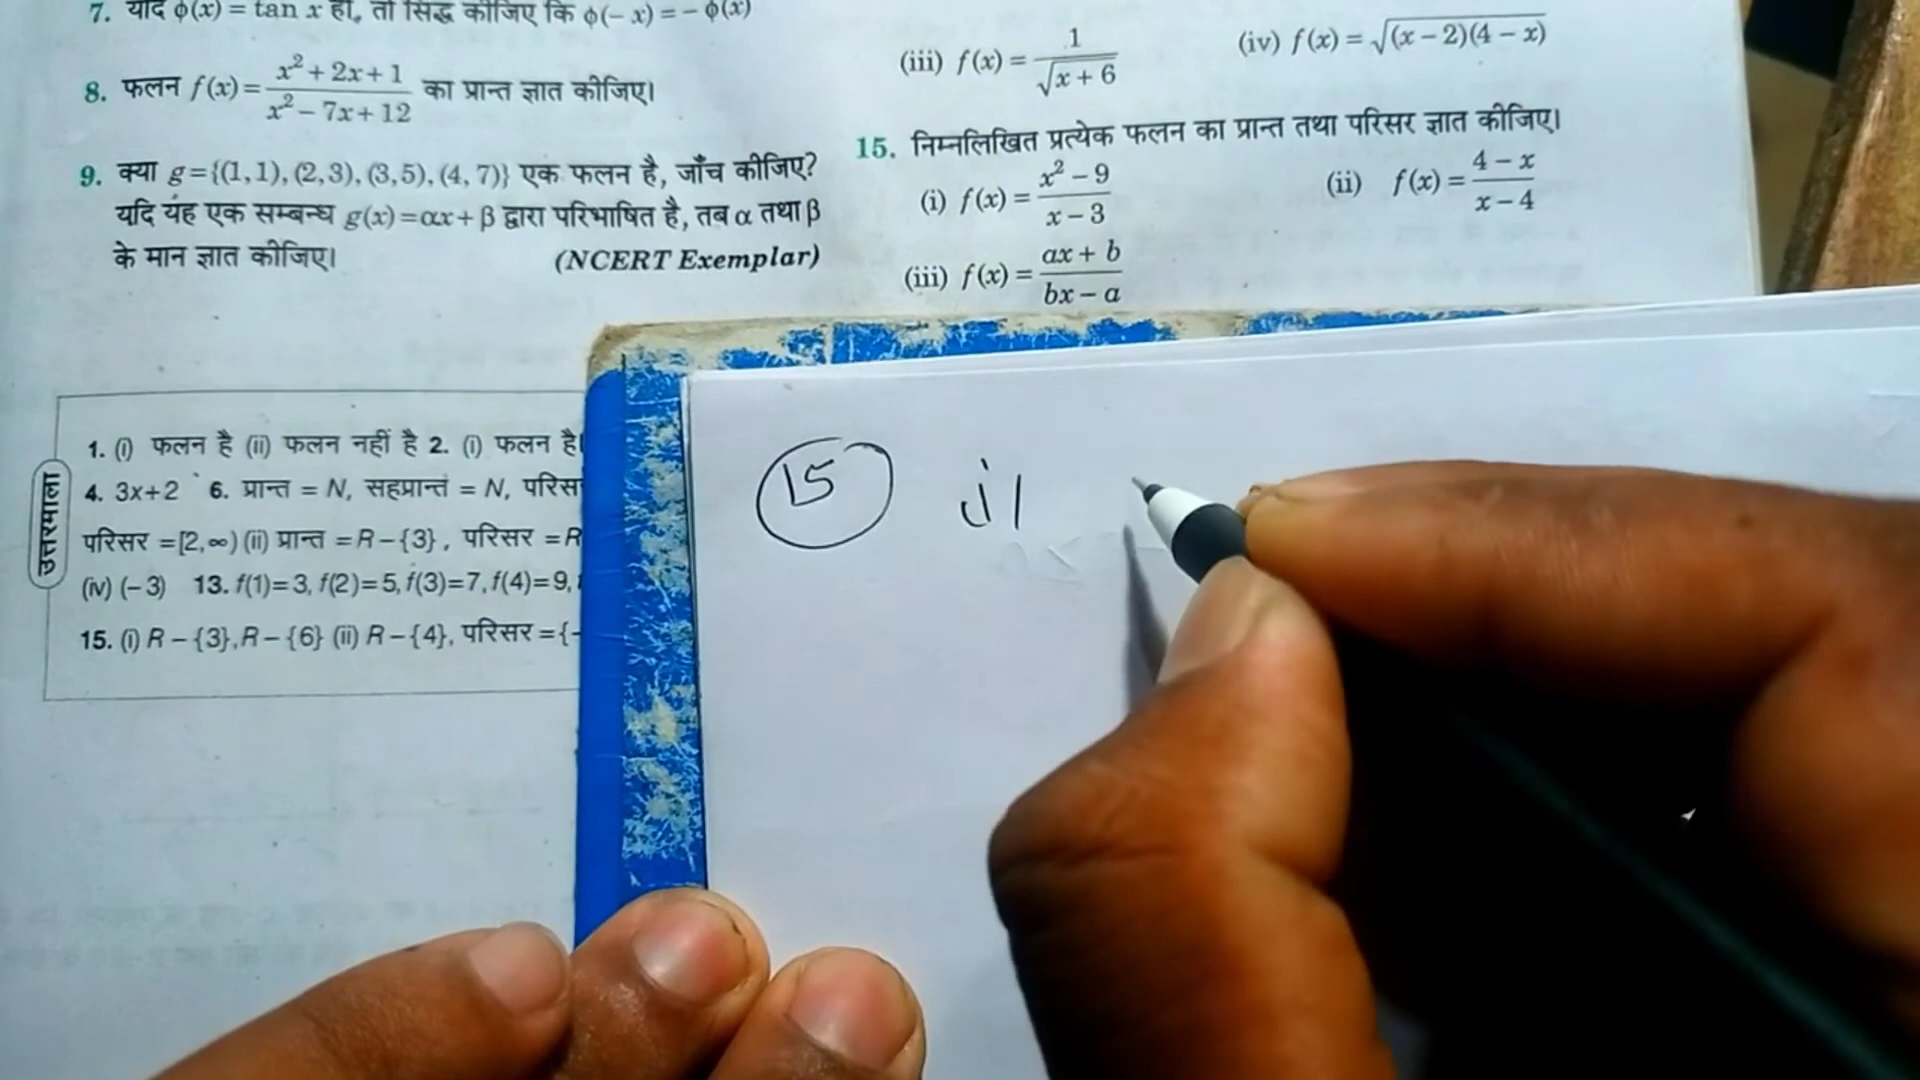 7. यदि ϕ(x) = tan x हो, तो सिद्ध कीजिए कि ϕ(– x) = – ϕ(x)
8. फलन f(x) = (x² + 2x + 1)/(x² – 7x + 12) का प्रान्त ज्ञात कीजिए।
9. क्या g = {(1, 1), (2, 3), (3, 5), (4, 7)} एक फलन है, जाँच कीजिए?
यदि यह एक सम्बन्ध g(x) = αx + β द्वारा परिभाषित है, तब α तथा β
के मान ज्ञात कीजिए।
(NCERT Exemplar)
(iii) f(x) = 1/√(x + 6)
(iv) f(x) = √((x – 2)(4 – x))
15. निम्नलिखित प्रत्येक फलन का प्रान्त तथा परिसर ज्ञात कीजिए।
(i) f(x) = (x² – 9)/(x – 3)
(ii) f(x) = (4 – x)/(x – 4)
(iii) f(x) = (ax + b)/(bx – a)
उत्तरमाला
1. (i) फलन है (ii) फलन नहीं है 2. (i) फलन है
4. 3x+2 6. प्रान्त = N, सहप्रान्त = N,
परिसर =[2,∞) (ii) प्रान्त =R–{3}, परिसर =R
(iv) (–3) 13. f(1)=3, f(2)=5, f(3)=7, f(4)=9,
15. (i) R – {3}, R – {6} (ii) R – {4}, परिसर = {-
15 i)